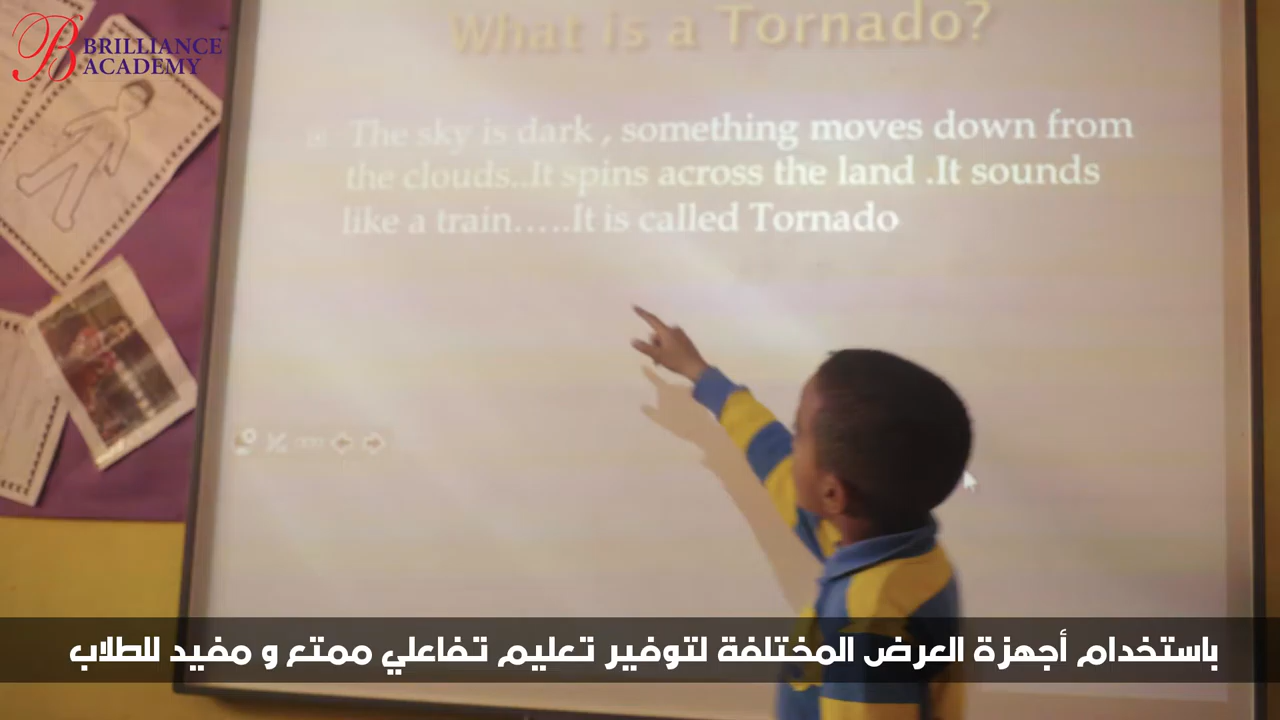 BRILLIANCE
ACADEMY
What is a Tornado?
The sky is dark , something moves down from
the clouds..It spins across the land .It sounds
like a train…..It is called Tornado
باستخدام أجهزة العرض المختلفة لتوفير تعليم تفاعلي ممتع و مفيد للطلاب